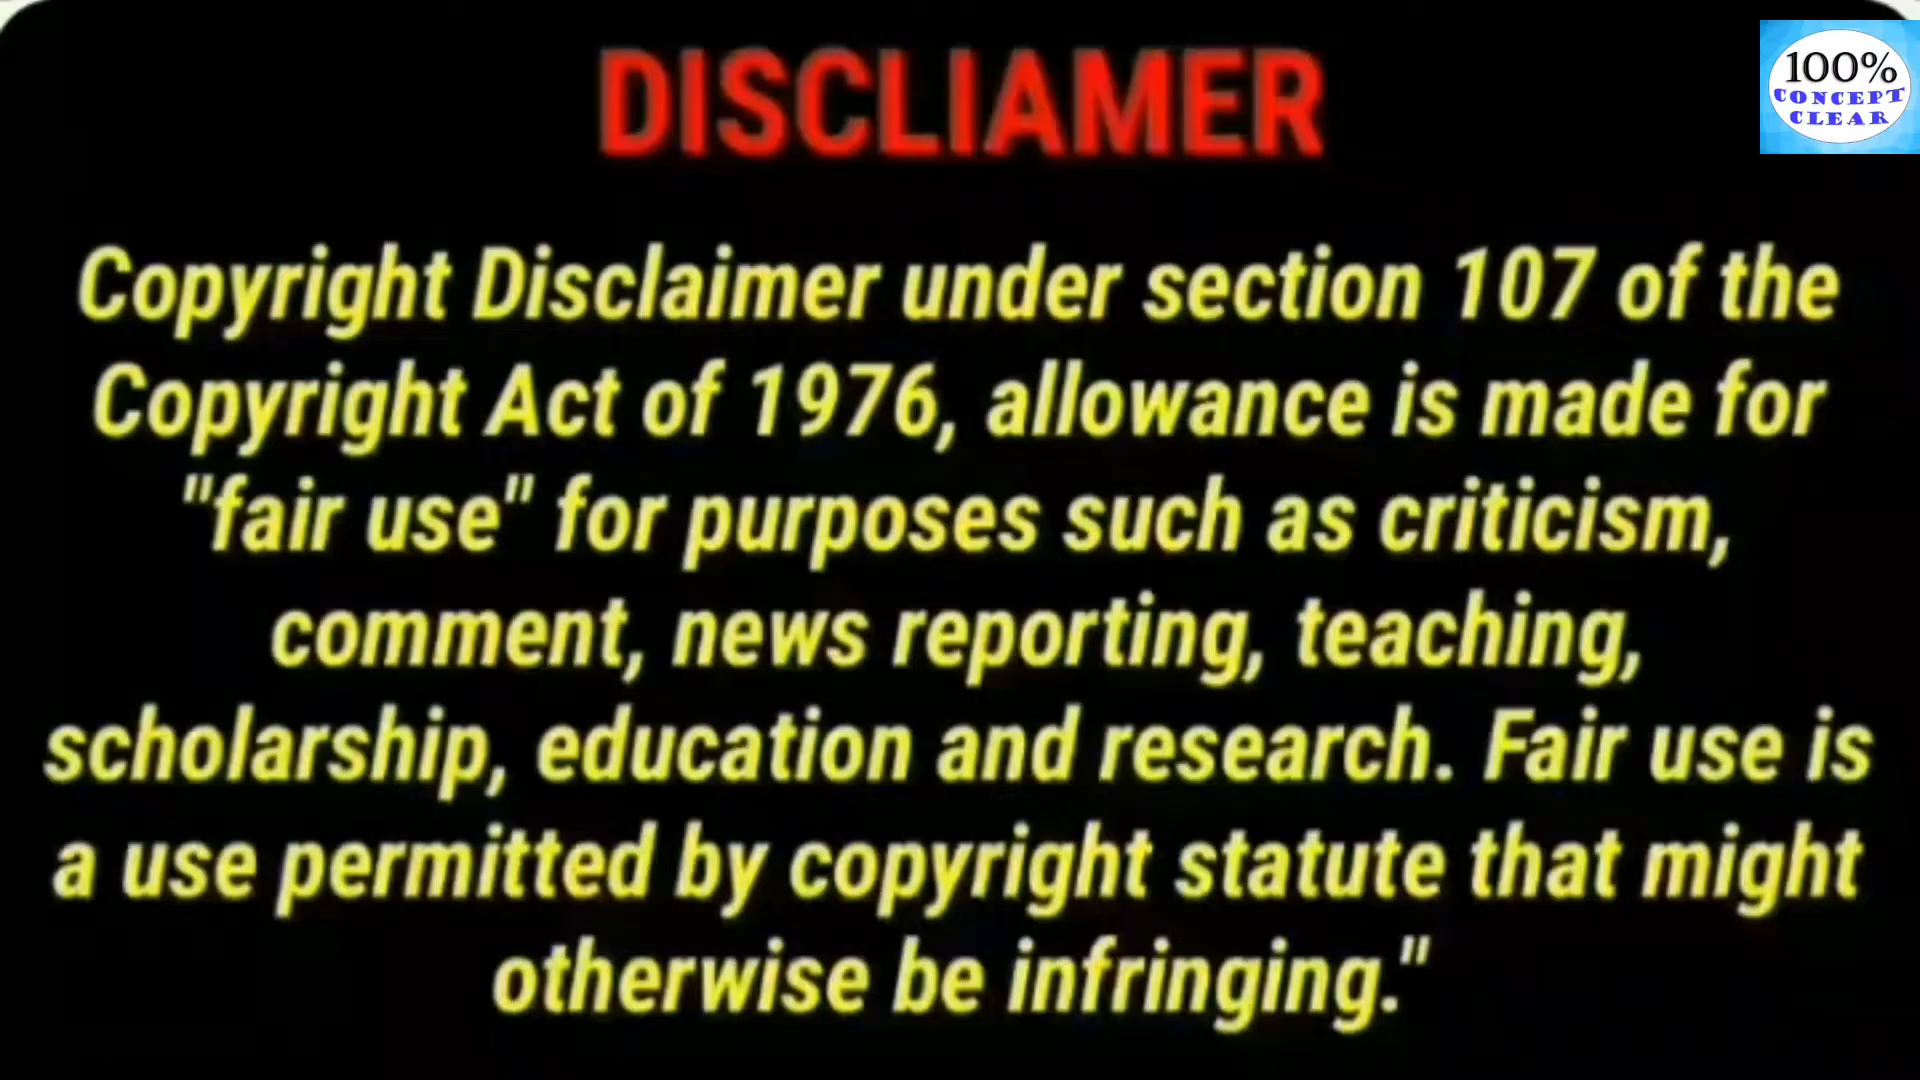 DISCLIAMER
100%
CONCEPT
CLEAR
Copyright Disclaimer under section 107 of the
Copyright Act of 1976, allowance is made for
"fair use" for purposes such as criticism,
comment, news reporting, teaching,
scholarship, education and research. Fair use is
a use permitted by copyright statute that might
otherwise be infringing."